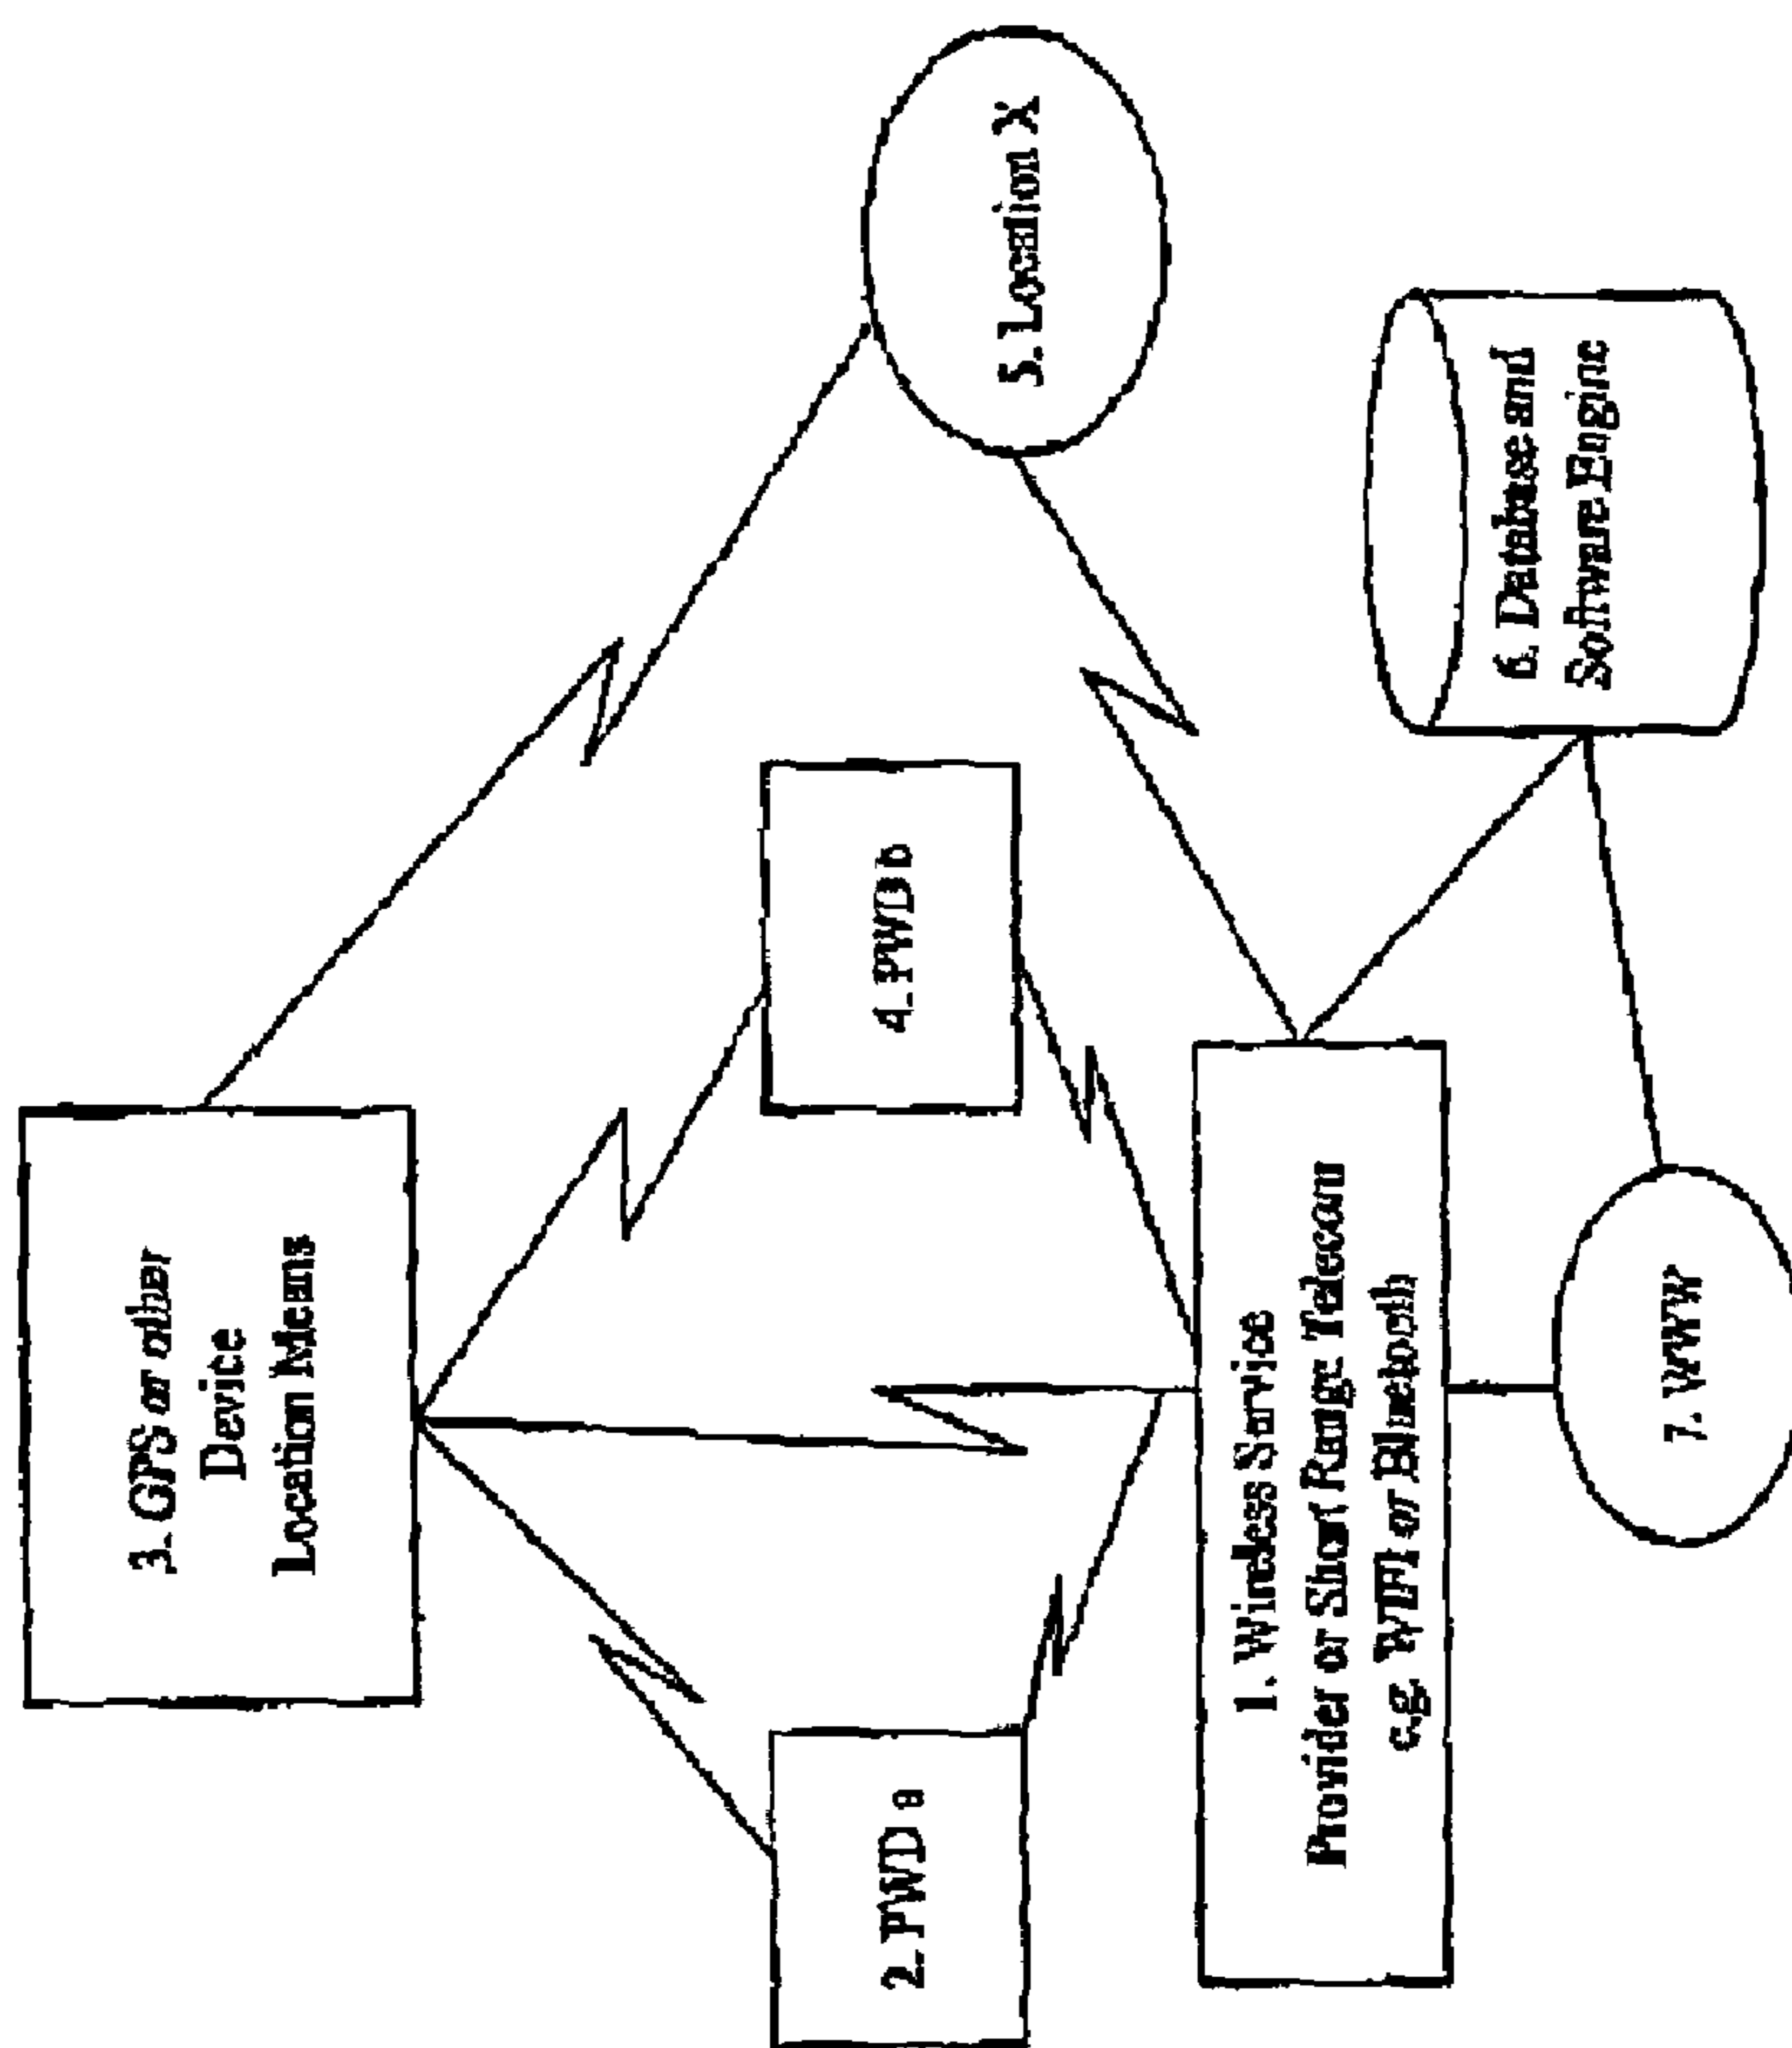 3. GPS or other
Device
Location Means
2. PWD a
4. PWD b
5. Location X
1. Wireless Service
Provider or Short Range Telecom
e.g. WIFI or Bluetooth
6. Database and
Software Engine
7. WWW